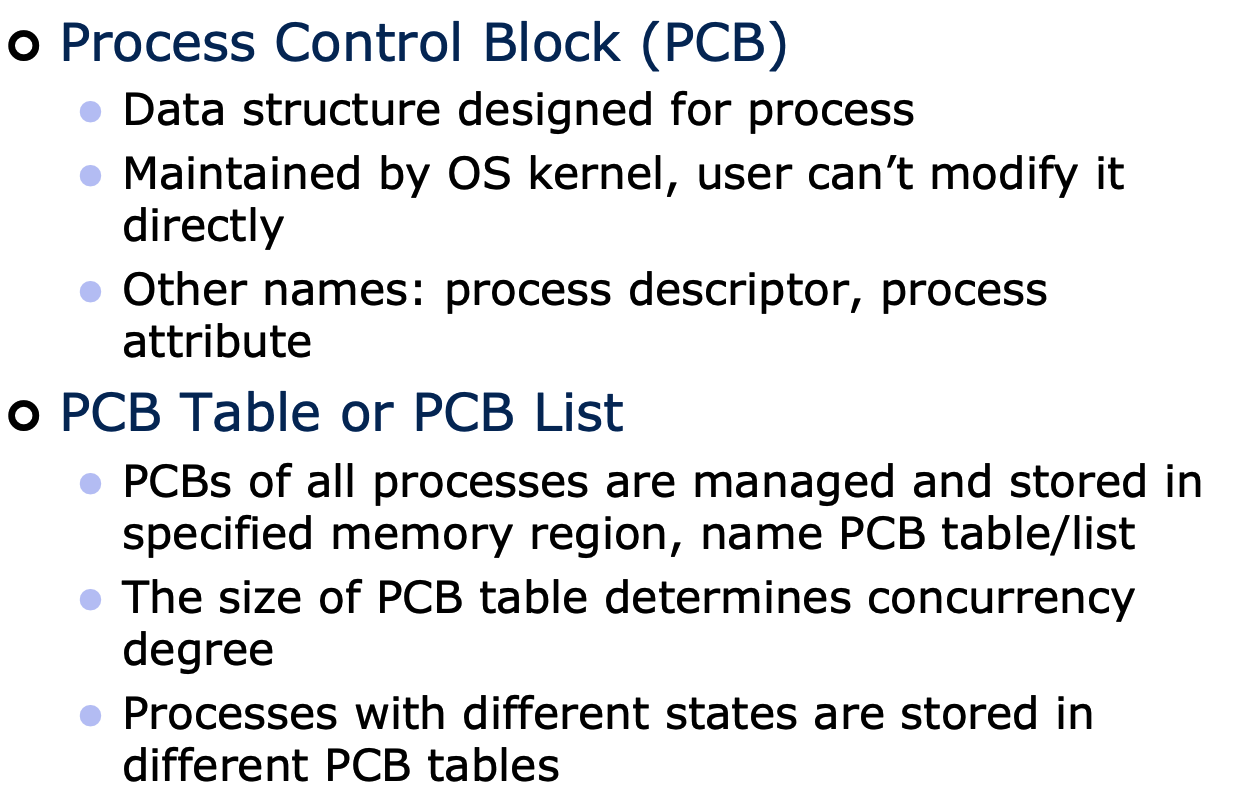 Process Control Block (PCB)
Data structure designed for process
Maintained by OS kernel, user can’t modify it
directly
Other names: process descriptor, process
attribute
PCB Table or PCB List
PCBs of all processes are managed and stored in
specified memory region, name PCB table/list
The size of PCB table determines concurrency
degree
Processes with different states are stored in
different PCB tables